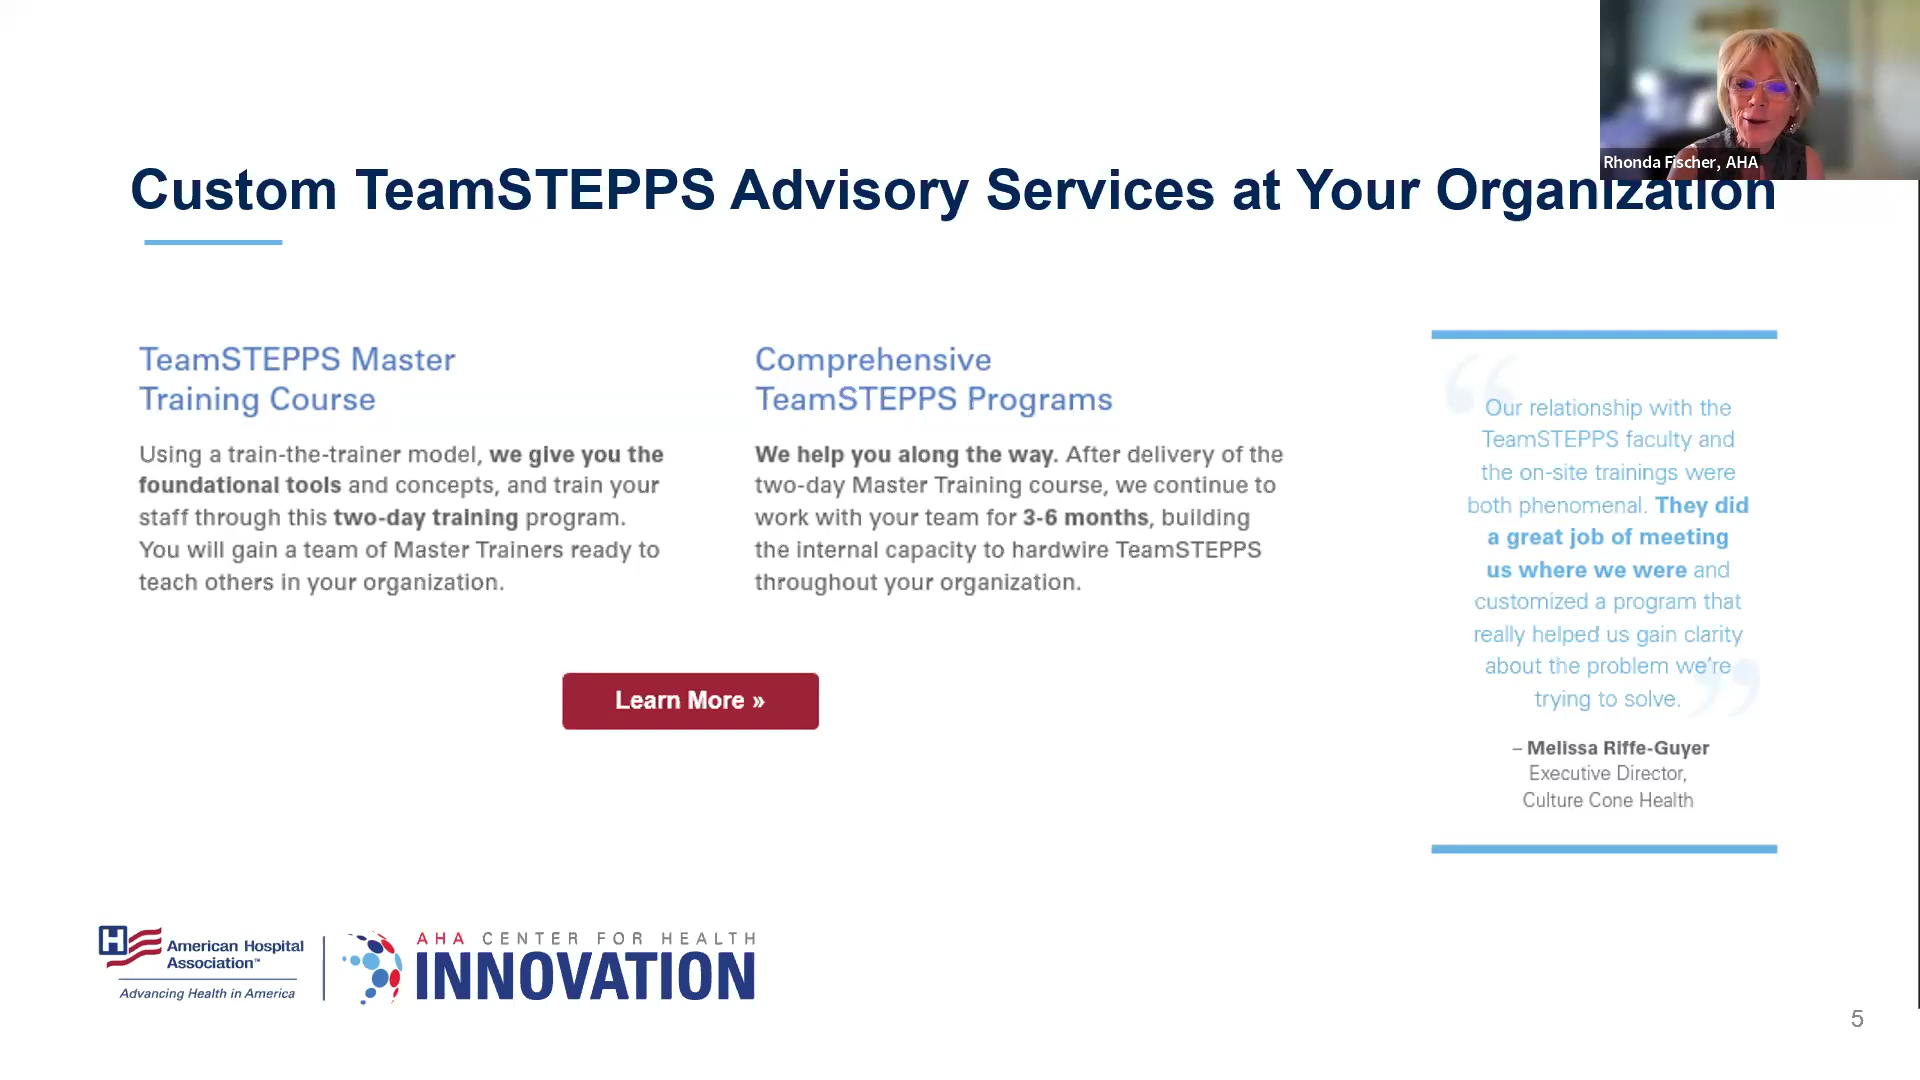 Rhonda Fischer, AHA
Custom TeamSTEPPS Advisory Services at Your Organization
TeamSTEPPS Master
Training Course
Using a train-the-trainer model, we give you the
foundational tools and concepts, and train your
staff through this two-day training program.
You will gain a team of Master Trainers ready to
teach others in your organization.
Comprehensive
TeamSTEPPS Programs
We help you along the way. After delivery of the
two-day Master Training course, we continue to
work with your team for 3-6 months, building
the internal capacity to hardwire TeamSTEPPS
throughout your organization.
Learn More »
“
Our relationship with the
TeamSTEPPS faculty and
the on-site trainings were
both phenomenal. They did
a great job of meeting
us where we were and
customized a program that
really helped us gain clarity
about the problem we're
trying to solve.
”
– Melissa Riffe-Guyer
Executive Director,
Culture Cone Health
H
American Hospital
Association™
Advancing Health in America
AHA CENTER FOR HEALTH
INNOVATION
5